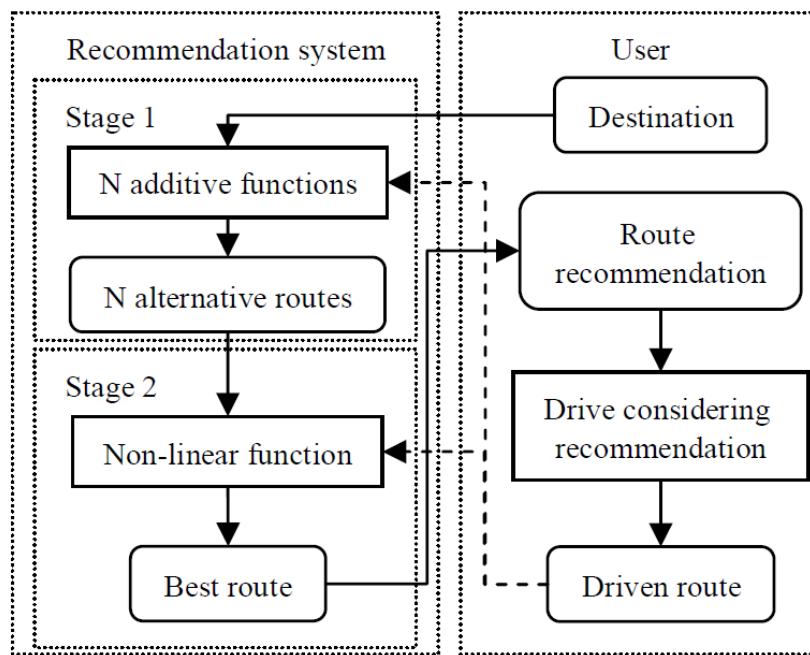 Recommendation system
Stage 1
N additive functions
N alternative routes
Stage 2
Non-linear function
Best route
User
Destination
Route
recommendation
Drive considering
recommendation
Driven route